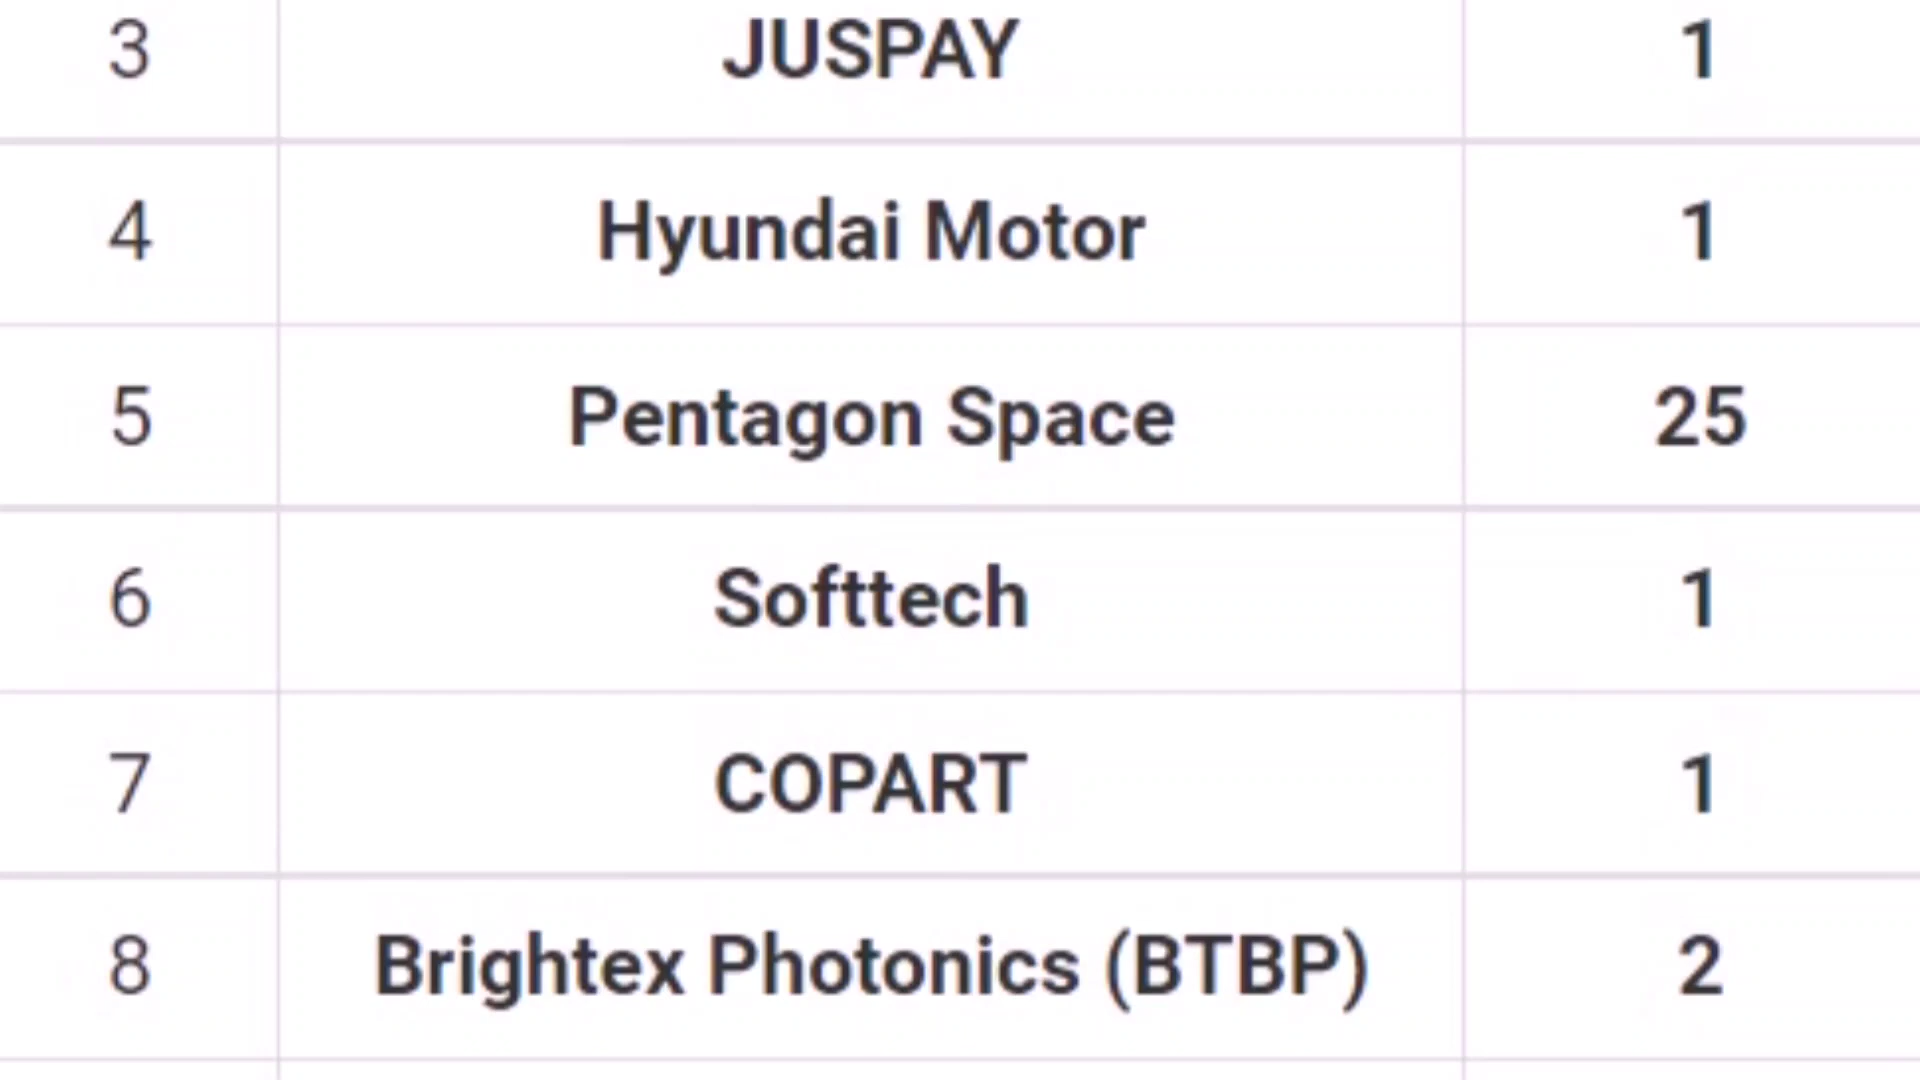 3 JUSPAY 1
4 Hyundai Motor 1
5 Pentagon Space 25
6 Softtech 1
7 COPART 1
8 Brightex Photonics (BTBP) 2